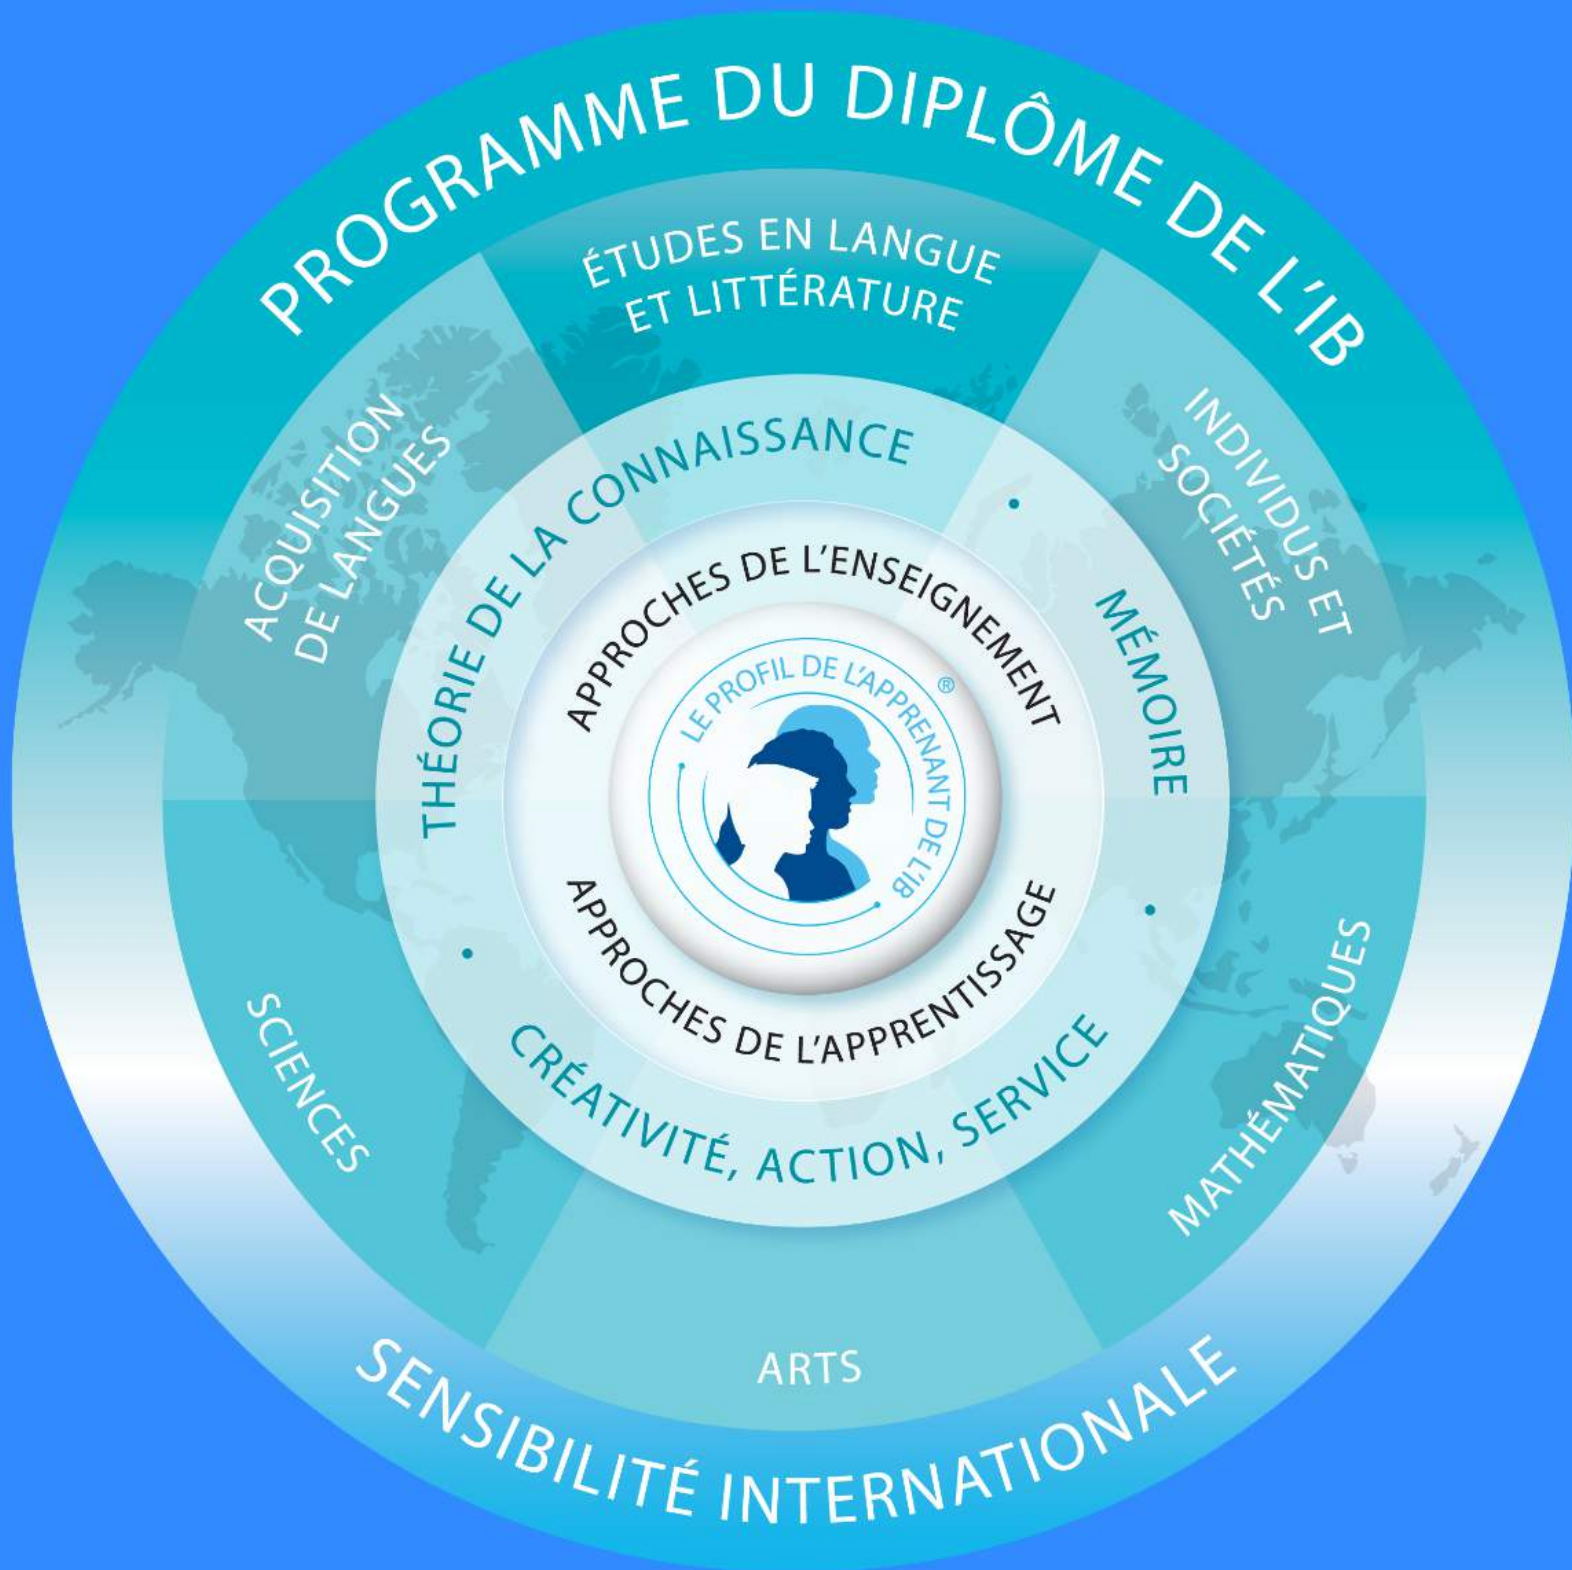 PROGRAMME DU DIPLÔME DE L'IB
ÉTUDES EN LANGUE
ET LITTÉRATURE
ACQUISITION
DE LANGUES
INDIVIDUS ET
SOCIÉTÉS
THÉORIE DE LA CONNAISSANCE
•
MÉMOIRE
•
APPROCHES DE L'ENSEIGNEMENT
LE PROFIL DE L'APPRENANT DE L'IB
®
APPROCHES DE L'APPRENTISSAGE
•
CRÉATIVITÉ, ACTION, SERVICE
SCIENCES
MATHÉMATIQUES
ARTS
SENSIBILITÉ INTERNATIONALE